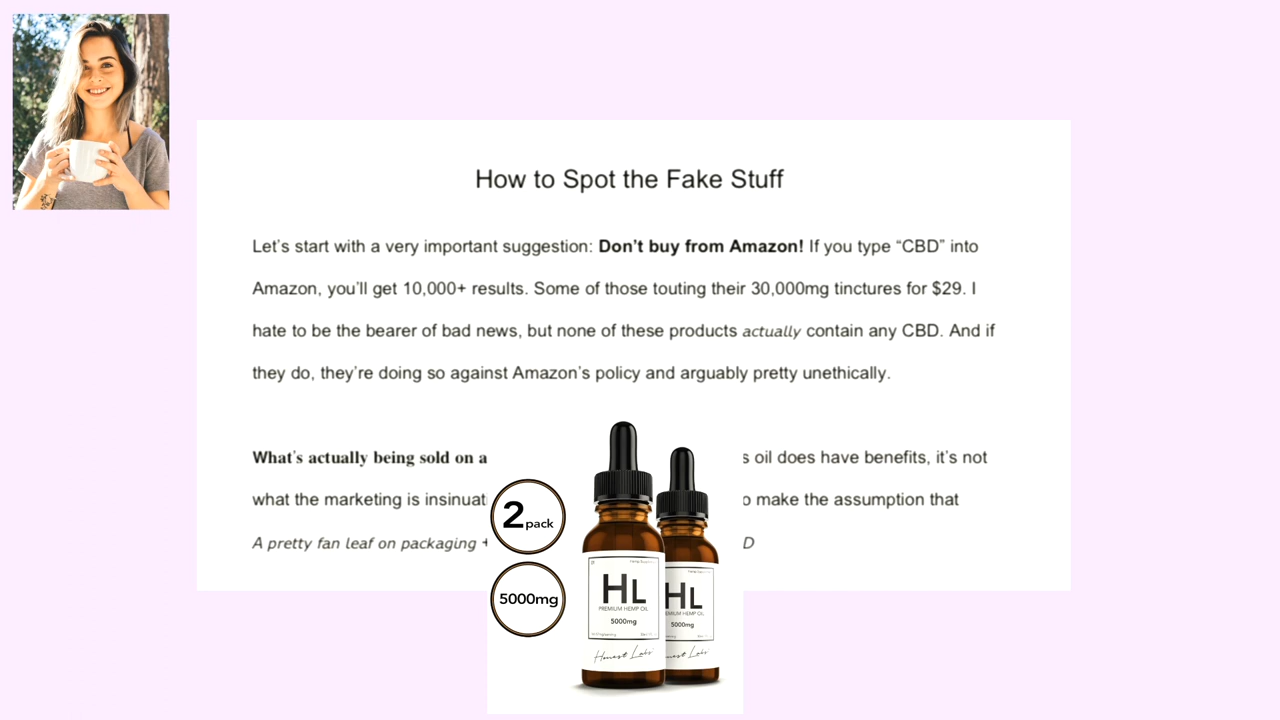 How to Spot the Fake Stuff
Let's start with a very important suggestion: Don't buy from Amazon! If you type “CBD” into
Amazon, you'll get 10,000+ results. Some of those touting their 30,000mg tinctures for $29. I
hate to be the bearer of bad news, but none of these products actually contain any CBD. And if
they do, they're doing so against Amazon's policy and arguably pretty unethically.
What's actually being sold on a s oil does have benefits, it's not
what the marketing is insinuat o make the assumption that
A pretty fan leaf on packaging + D
2 pack
5000mg
HL
PREMIUM HEMP OIL
5000mg
Honest Labs
HL
EMIUM HEMP OIL
5000mg